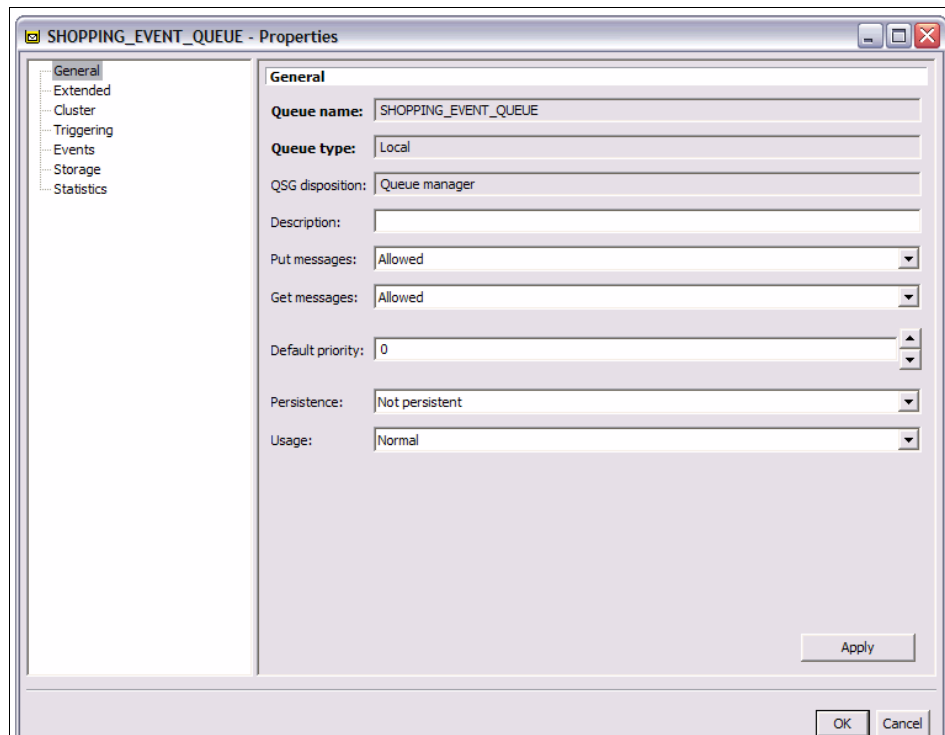 SHOPPING_EVENT_QUEUE - Properties
General
Extended
Cluster
Triggering
Events
Storage
Statistics
General
Queue name: SHOPPING_EVENT_QUEUE
Queue type: Local
QSG disposition: Queue manager
Description:
Put messages: Allowed
Get messages: Allowed
Default priority: 0
Persistence: Not persistent
Usage: Normal
Apply
OK Cancel